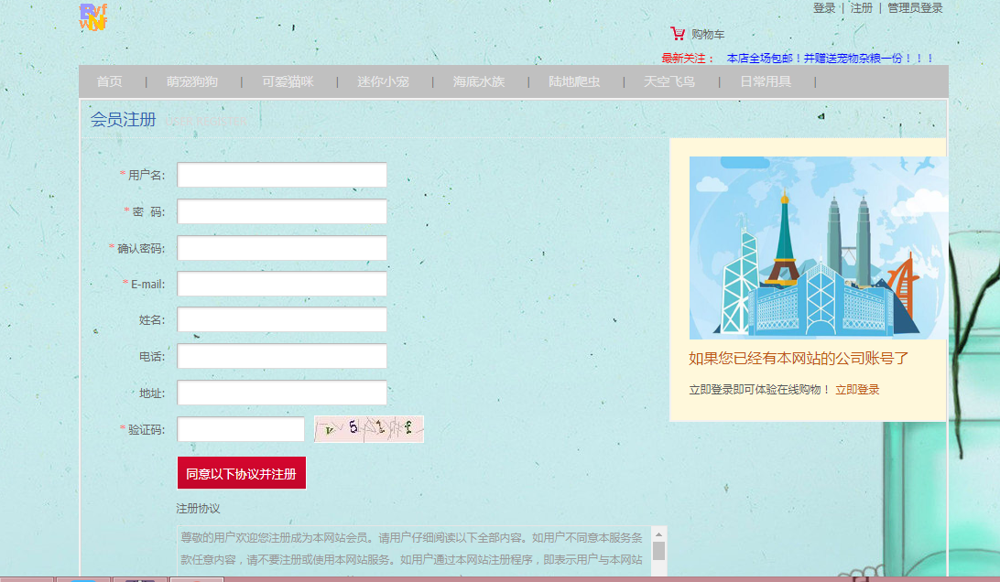 登录 | 注册 | 管理员登录
购物车
最新关注： 本店全场包邮！并赠送宠物杂粮一份！！！
首页 | 萌宠狗狗 | 可爱猫咪 | 迷你小宠 | 海底水族 | 陆地爬虫 | 天空飞鸟 | 日常用具 |
会员注册 USER REGISTER
* 用户名:
* 密 码:
* 确认密码:
* E-mail:
姓名:
电话:
地址:
* 验证码:
v 5 1 f
同意以下协议并注册
注册协议
尊敬的用户欢迎您注册成为本网站会员。请用户仔细阅读以下全部内容。如用户不同意本服务条
款任意内容，请不要注册或使用本网站服务。如用户通过本网站注册程序，即表示用户与本网站
如果您已经有本网站的公司账号了
立即登录即可体验在线购物！ 立即登录